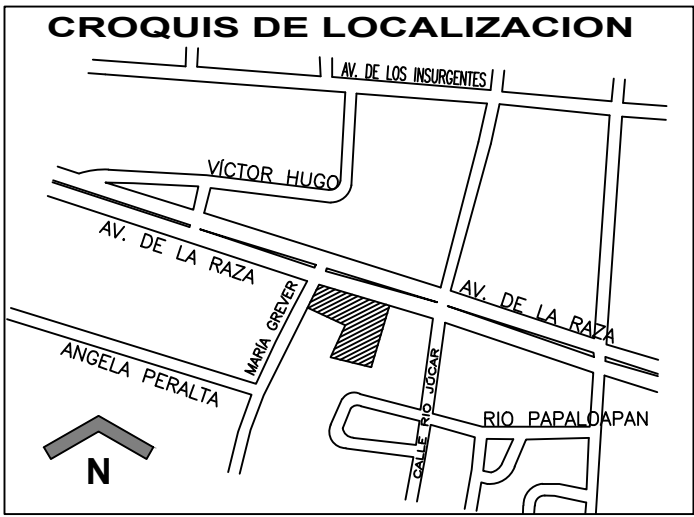 CROQUIS DE LOCALIZACION
AV. DE LOS INSURGENTES
VÍCTOR HUGO
AV. DE LA RAZA
MARIA GREVER
AV. DE LA RAZA
ANGELA PERALTA
CALLE RIO JÚCAR
RIO PAPALOAPAN
N